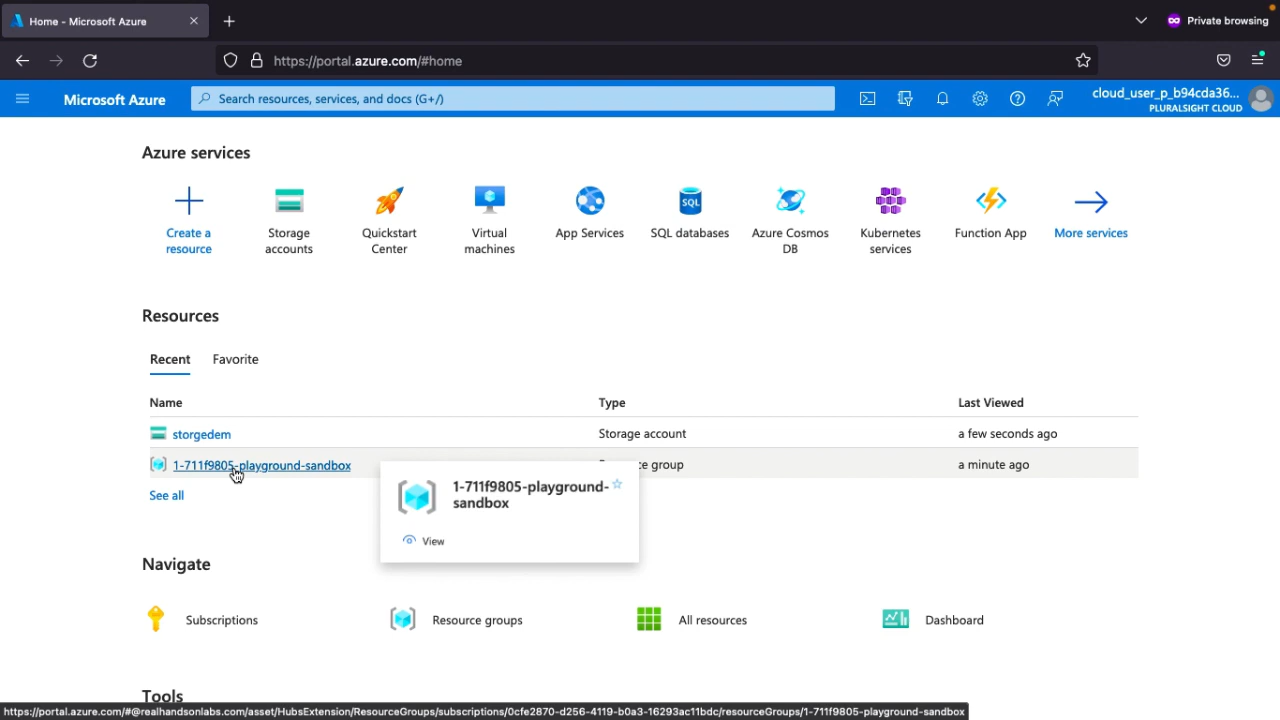 Home - Microsoft Azure
Private browsing
https://portal.azure.com/#home
Microsoft Azure
Search resources, services, and docs (G+/)
cloud_user_p_b94cda36...
PLURALSIGHT CLOUD
Azure services
Create a resource
Storage accounts
Quickstart Center
Virtual machines
App Services
SQL
SQL databases
Azure Cosmos DB
Kubernetes services
Function App
More services
Resources
Recent
Favorite
Name
Type
Last Viewed
storgedem
Storage account
a few seconds ago
1-711f9805-playground-sandbox
ce group
a minute ago
1-711f9805-playground-
sandbox
View
See all
Navigate
Subscriptions
Resource groups
All resources
Dashboard
Tools
https://portal.azure.com/#@realhandsonlabs.com/asset/HubsExtension/ResourceGroups/subscriptions/0cfe2870-d256-4119-b0a3-16293ac11bdc/resourceGroups/1-711f9805-playground-sandbox